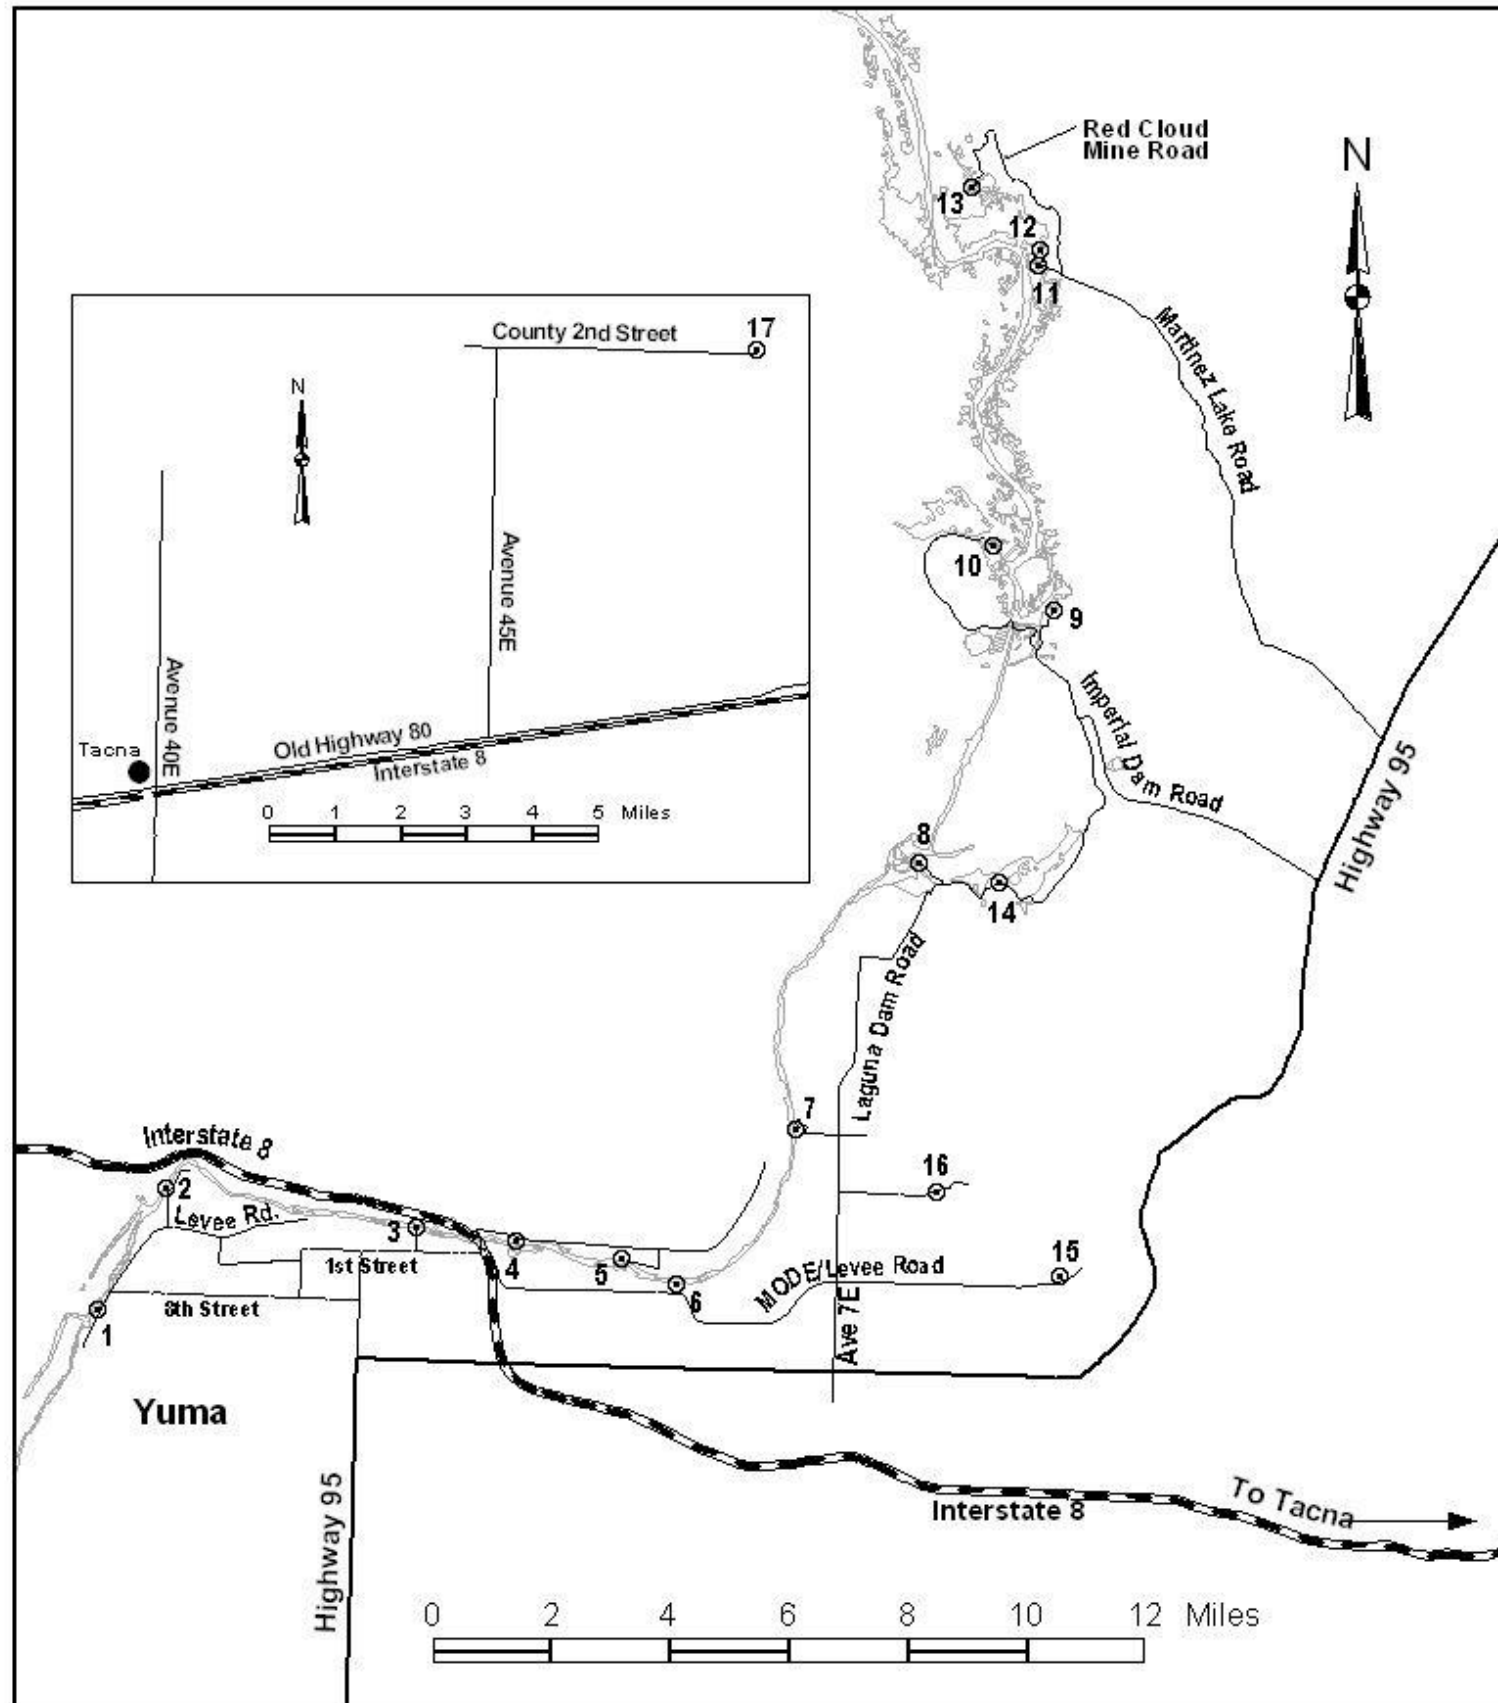 Red Cloud
Mine Road
N
13
12
11
Martinez Lake Road
County 2nd Street
17
N
Avenue 45E
Avenue 40E
Tacna
Old Highway 80
Interstate 8
0 1 2 3 4 5 Miles
10
9
Imperial Dam Road
Highway 95
8
14
Laguna Dam Road
7
Interstate 8
16
2
Levee Rd.
3
4
5
6
1st Street
8th Street
1
MODE/Levee Road
15
Ave 7E
Yuma
Highway 95
Interstate 8
To Tacna
0 2 4 6 8 10 12 Miles